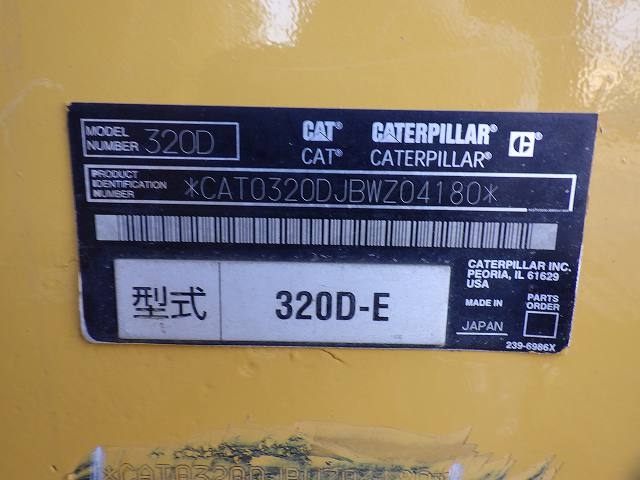 MODEL NUMBER 320D
CAT® CATERPILLAR® C
CAT® CATERPILLAR®
PRODUCT IDENTIFICATION NUMBER *CAT0320DJBWZ04180*
CATERPILLAR INC.
PEORIA, IL 61629
USA
型式 320D-E
MADE IN JAPAN
PARTS ORDER
239-6986X
*CAT0320DJBWZ04180*